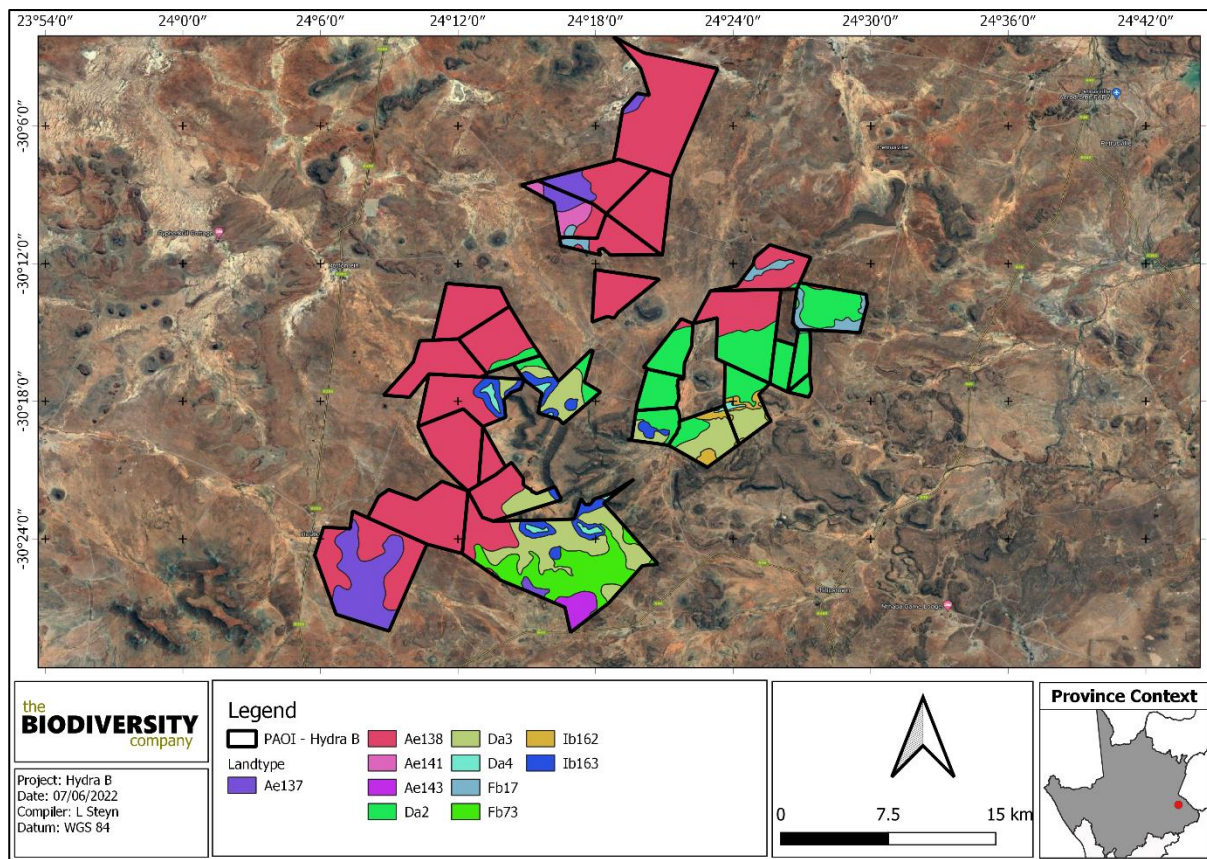 23°54′0″ 24°0′0″ 24°6′0″ 24°12′0″ 24°18′0″ 24°24′0″ 24°30′0″ 24°36′0″ 24°42′0″
-30°6′0″
-30°12′0″
-30°18′0″
-30°24′0″
the
BIODIVERSITY
company
Project: Hydra B
Date: 07/06/2022
Compiler: L Steyn
Datum: WGS 84
Legend
PAOI - Hydra B
Landtype
Ae137
Ae138
Ae141
Ae143
Da2
Da3
Da4
Fb17
Fb73
Ib162
Ib163
0 7.5 15 km
Province Context